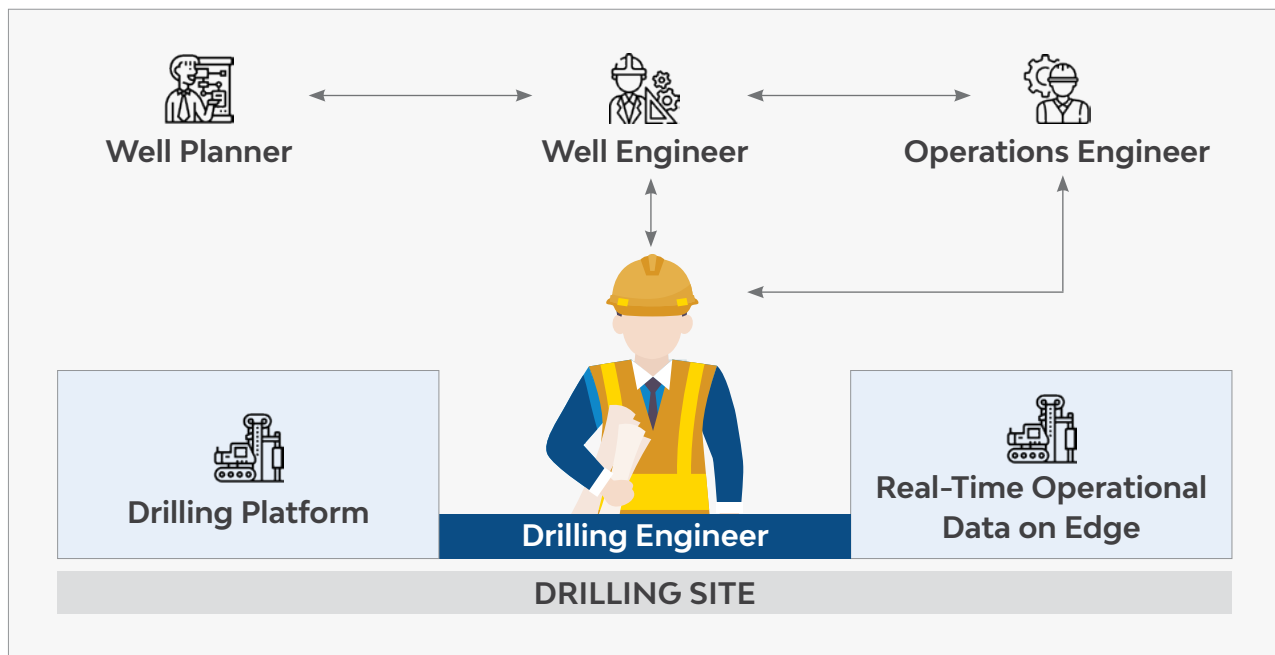 Well Planner
Well Engineer
Operations Engineer
Drilling Platform
Drilling Engineer
Real-Time Operational
Data on Edge
DRILLING SITE